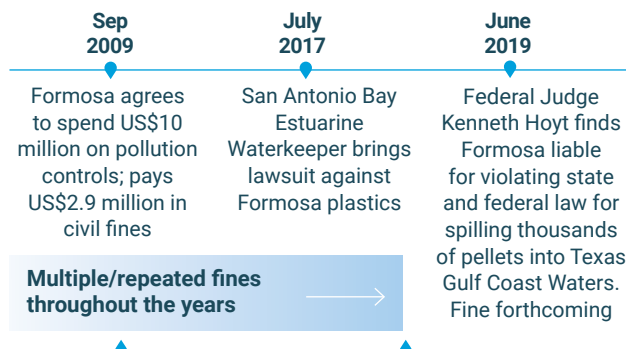 Sep
2009
Formosa agrees
to spend US$10
million on pollution
controls; pays
US$2.9 million in
civil fines
July
2017
San Antonio Bay
Estuarine
Waterkeeper brings
lawsuit against
Formosa plastics
June
2019
Federal Judge
Kenneth Hoyt finds
Formosa liable
for violating state
and federal law for
spilling thousands
of pellets into Texas
Gulf Coast Waters.
Fine forthcoming
Multiple/repeated fines
throughout the years